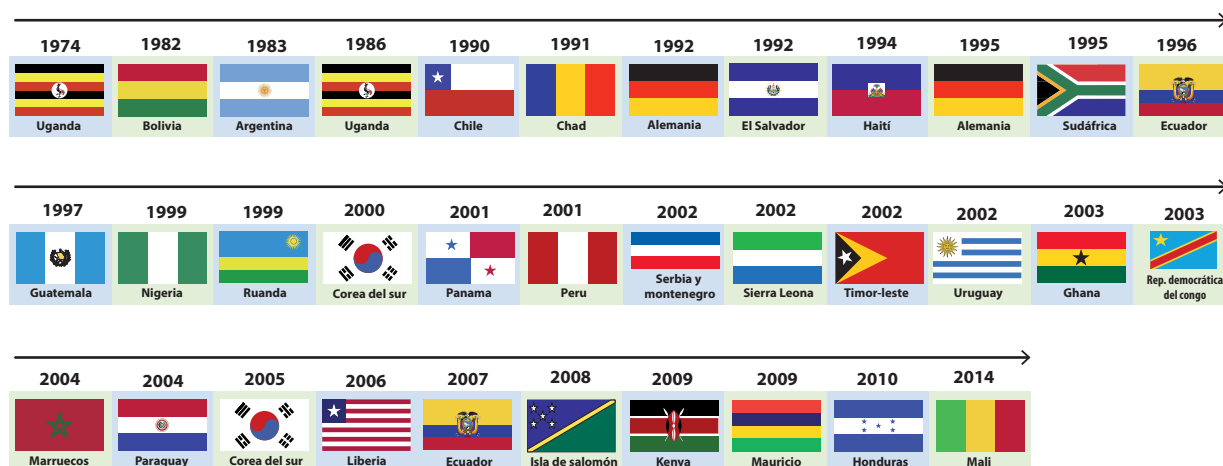 1974 1982 1983 1986 1990 1991 1992 1992 1994 1995 1995 1996
Uganda Bolivia Argentina Uganda Chile Chad Alemania El Salvador Haití Alemania Sudáfrica Ecuador
1997 1999 1999 2000 2001 2001 2002 2002 2002 2002 2003 2003
Guatemala Nigeria Ruanda Corea del sur Panama Peru Serbia y montenegro Sierra Leona Timor-leste Uruguay Ghana Rep. democrática del congo
2004 2004 2005 2006 2007 2008 2009 2009 2010 2014
Marruecos Paraguay Corea del sur Liberia Ecuador Isla de salomón Kenya Mauricio Honduras Mali